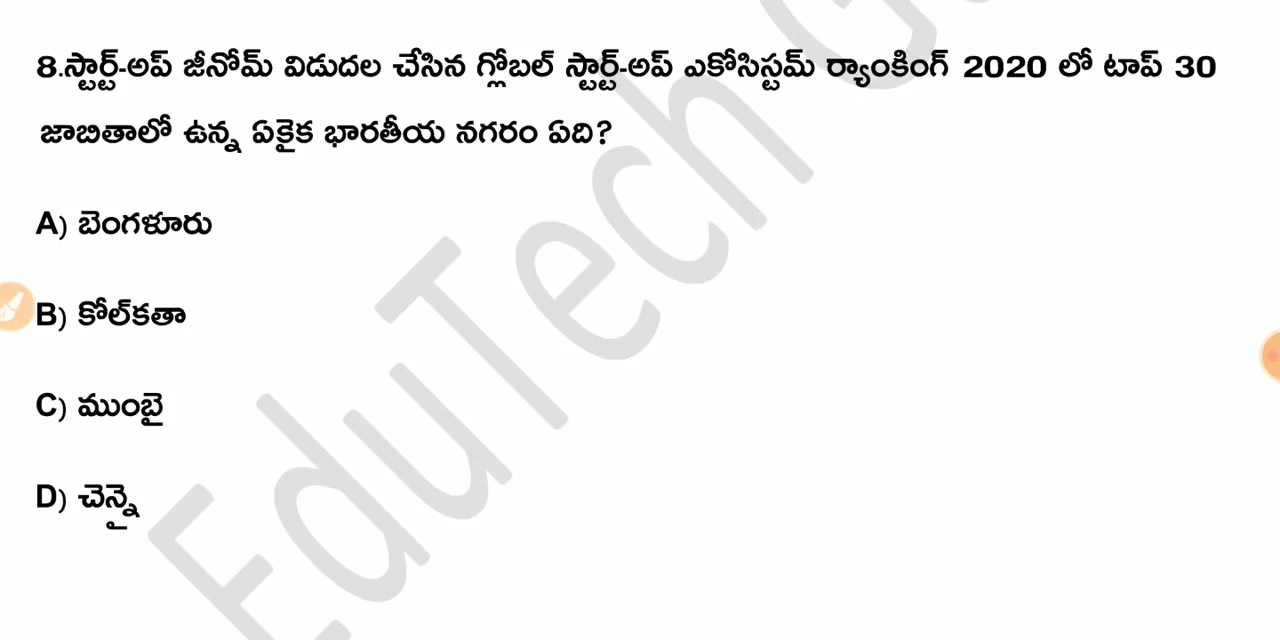 8.స్టార్ట్-అప్ జీనోమ్ విడుదల చేసిన గ్లోబల్ స్టార్ట్-అప్ ఎకోసిస్టమ్ ర్యాంకింగ్ 2020 లో టాప్ 30
జాబితాలో ఉన్న ఏకైక భారతీయ నగరం ఏది?
A) బెంగళూరు
B) కోల్‌కతా
C) ముంబై
D) చెన్నై
EduTech G